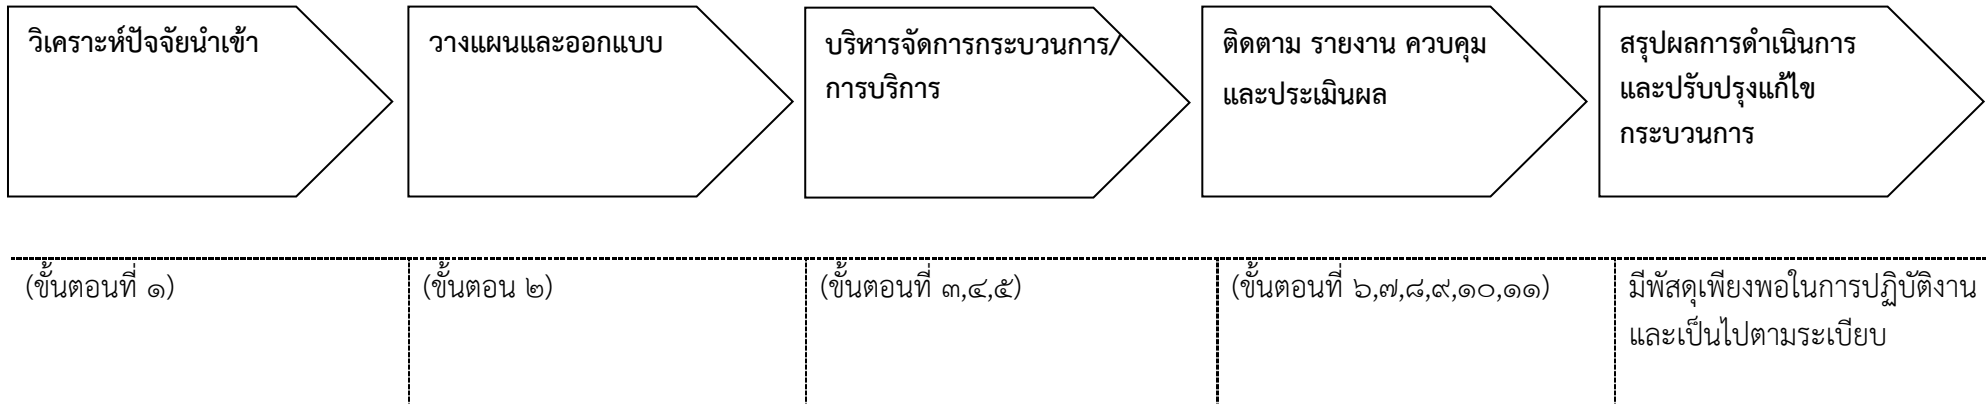 วิเคราะห์ปัจจัยนำเข้า
วางแผนและออกแบบ
บริหารจัดการกระบวนการ/
การบริการ
ติดตาม รายงาน ควบคุม
และประเมินผล
สรุปผลการดำเนินการ
และปรับปรุงแก้ไข
กระบวนการ
(ขั้นตอนที่ ๑)
(ขั้นตอน ๒)
(ขั้นตอนที่ ๓,๔,๕)
(ขั้นตอนที่ ๖,๗,๘,๙,๑๐,๑๑)
มีพัสดุเพียงพอในการปฏิบัติงาน
และเป็นไปตามระเบียบ